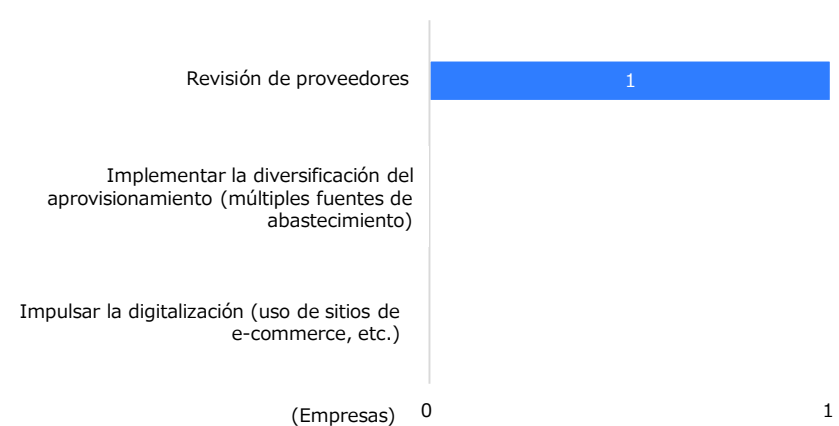 Revisión de proveedores
1
Implementar la diversificación del
aprovisionamiento (múltiples fuentes de
abastecimiento)
Impulsar la digitalización (uso de sitios de
e-commerce, etc.)
(Empresas) 0 1